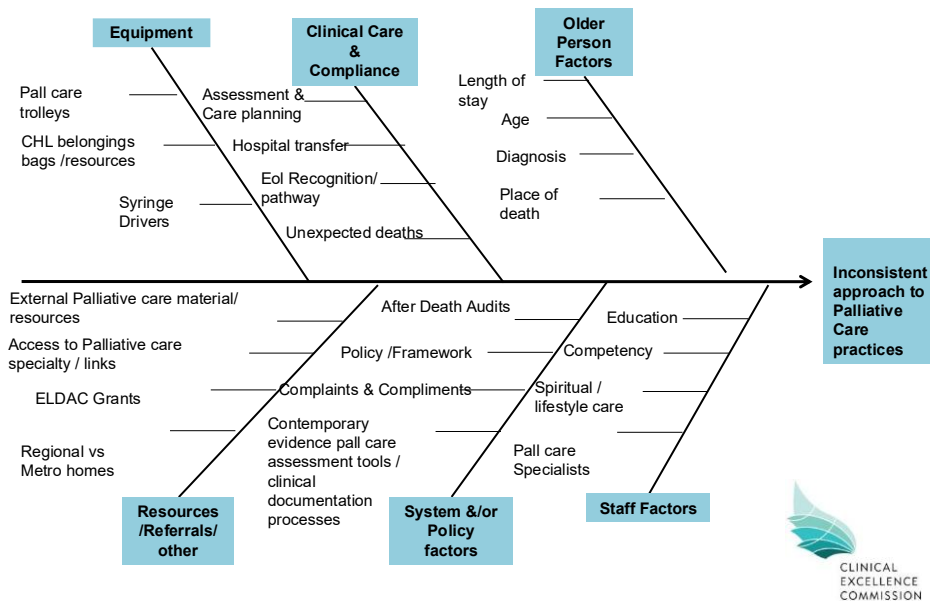 Equipment
Clinical Care
&
Compliance
Older
Person
Factors
Pall care
trolleys
CHL belongings
bags /resources
Syringe
Drivers
Assessment &
Care planning
Hospital transfer
Eol Recognition/
pathway
Unexpected deaths
Length of
stay
Age
Diagnosis
Place of
death
Inconsistent
approach to
Palliative
Care
practices
External Palliative care material/
resources
Access to Palliative care
specialty / links
ELDAC Grants
Regional vs
Metro homes
After Death Audits
Policy /Framework
Complaints & Compliments
Contemporary
evidence pall care
assessment tools /
clinical
documentation
processes
Education
Competency
Spiritual /
lifestyle care
Pall care
Specialists
Resources
/Referrals/
other
System &/or
Policy
factors
Staff Factors
CLINICAL
EXCELLENCE
COMMISSION